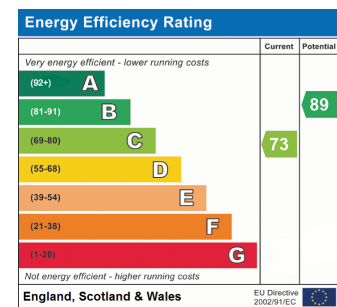 Energy Efficiency Rating
Current Potential
Very energy efficient - lower running costs
(92+) A
(81-91) B
89
(69-80) C
73
(55-68) D
(39-54) E
(21-38) F
(1-20) G
Not energy efficient - higher running costs
England, Scotland & Wales
EU Directive
2002/91/EC